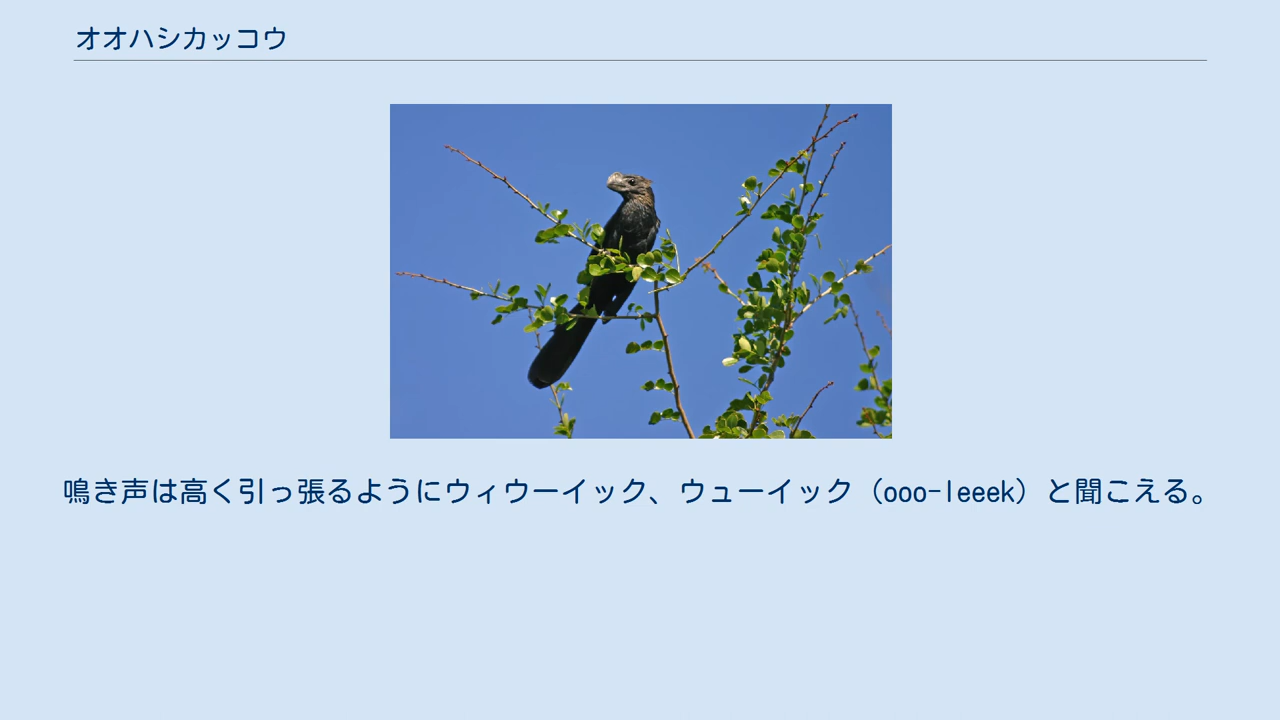 オオハシカッコウ
鳴き声は高く引っ張るようにウィウーイック、ウューイック（ooo-leeek）と聞こえる。